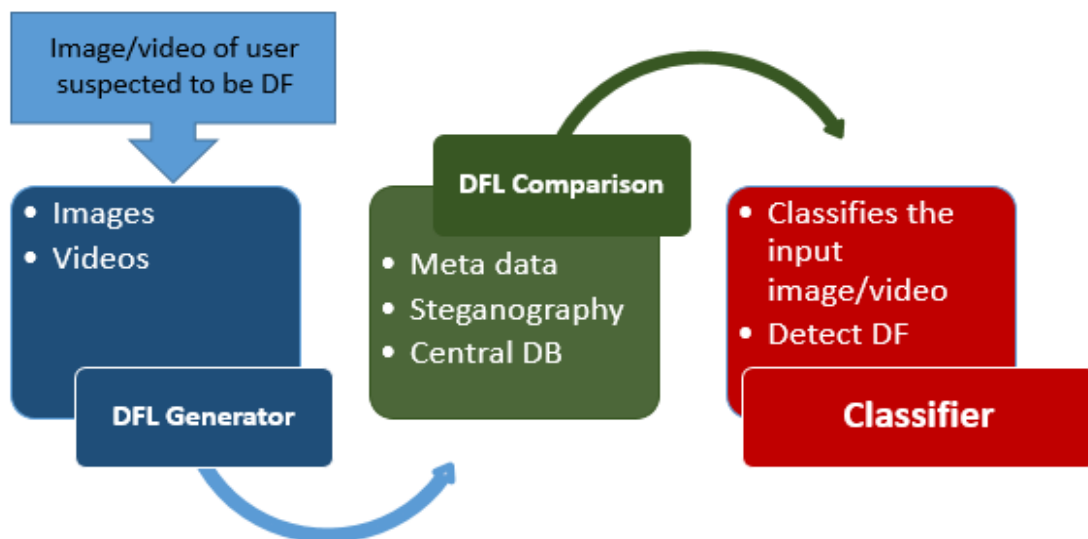 Image/video of user
suspected to be DF
• Images
• Videos
DFL Generator
DFL Comparison
• Meta data
• Steganography
• Central DB
• Classifies the
input
image/video
• Detect DF
Classifier